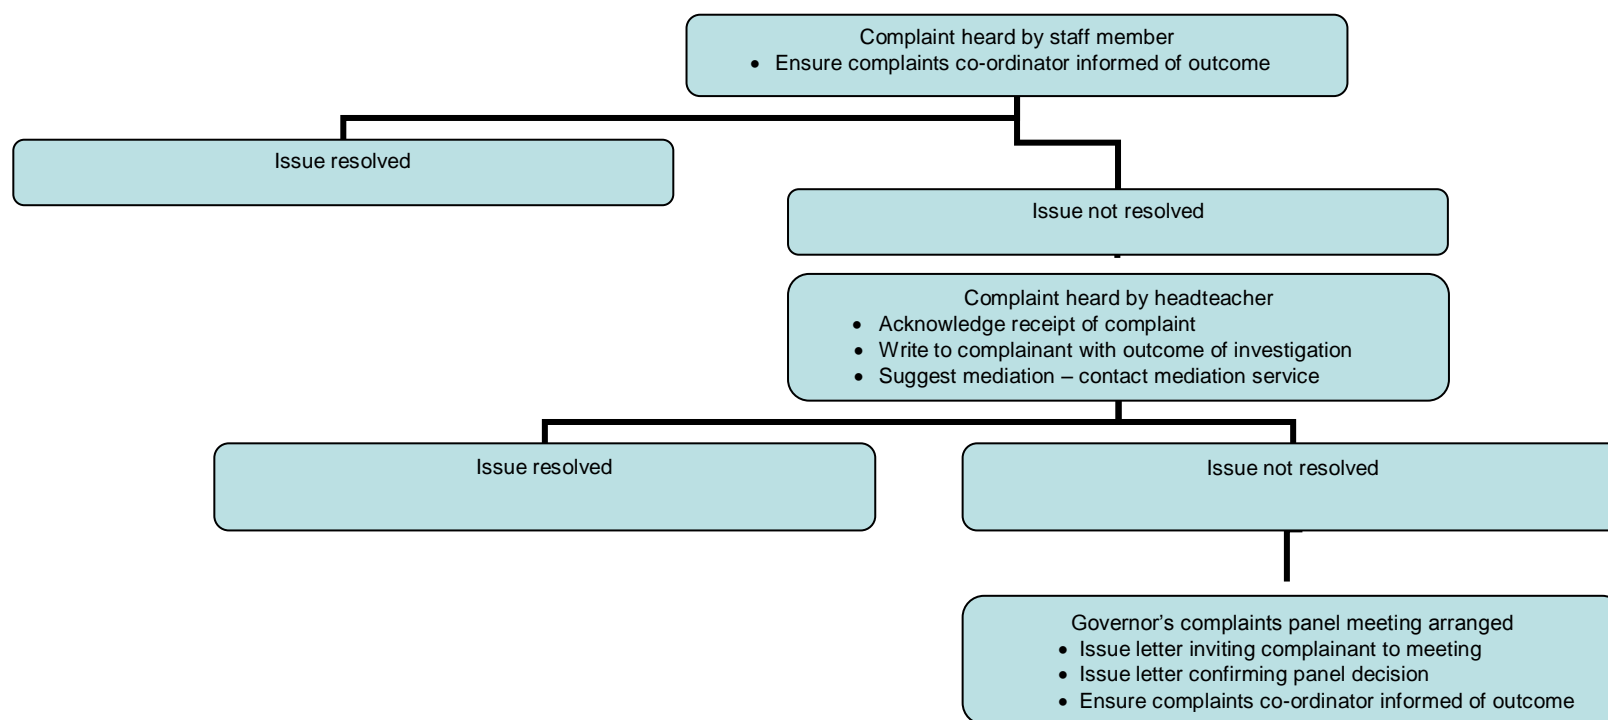 Complaint heard by staff member
• Ensure complaints co-ordinator informed of outcome
Issue resolved
Issue not resolved
Complaint heard by headteacher
• Acknowledge receipt of complaint
• Write to complainant with outcome of investigation
• Suggest mediation – contact mediation service
Issue resolved
Issue not resolved
Governor’s complaints panel meeting arranged
• Issue letter inviting complainant to meeting
• Issue letter confirming panel decision
• Ensure complaints co-ordinator informed of outcome